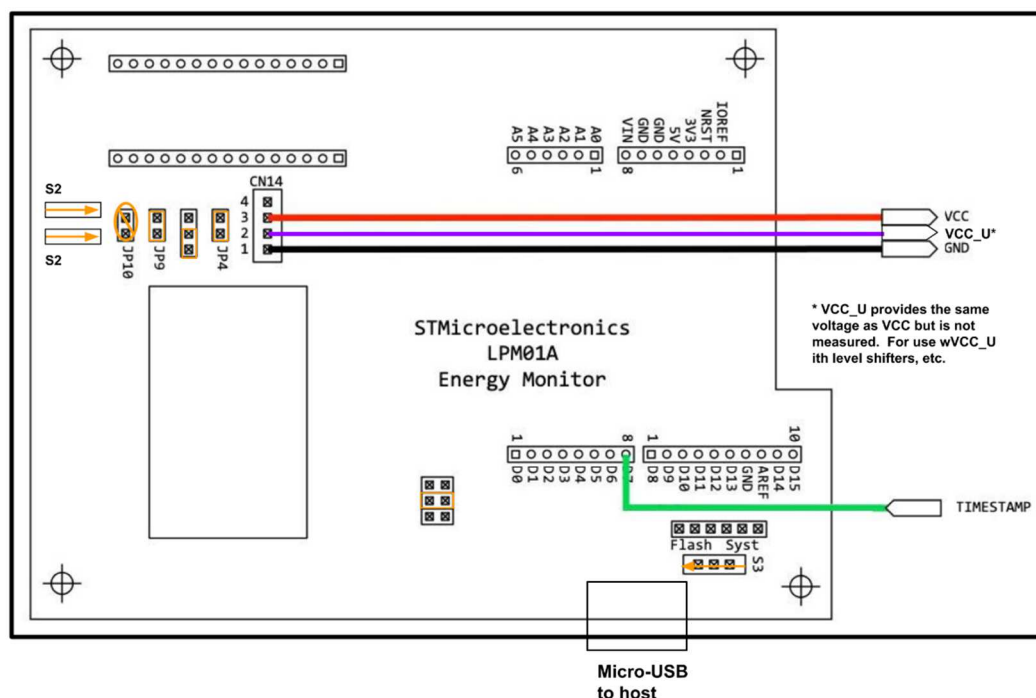 A5
A4
A3
A2
A1
A0
6
1
VIN
GND
GND
5V
3V3
NRST
IOREF
8
1
S2
S2
CN14
4
3
2
1
JP10
JP9
JP4
VCC
VCC_U*
GND
* VCC_U provides the same
voltage as VCC but is not
measured. For use wVCC_U
ith level shifters, etc.
STMicroelectronics
LPM01A
Energy Monitor
1
8
D0
D1
D2
D3
D4
D5
D6
D7
1
10
D8
D9
D10
D11
D12
D13
GND
AREF
D14
D15
TIMESTAMP
Flash Syst
S3
Micro-USB
to host